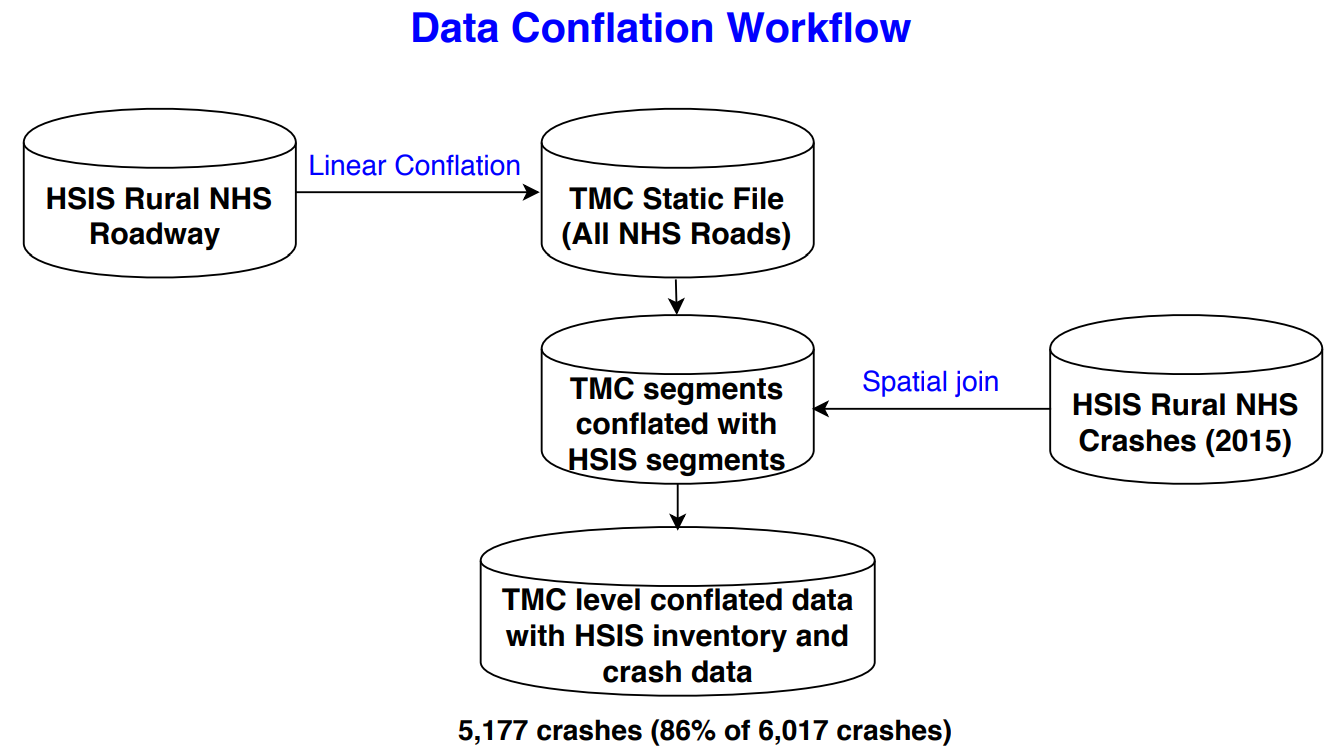 Data Conflation Workflow
HSIS Rural NHS
Roadway
Linear Conflation
TMC Static File
(All NHS Roads)
TMC segments
conflated with
HSIS segments
Spatial join
HSIS Rural NHS
Crashes (2015)
TMC level conflated data
with HSIS inventory and
crash data
5,177 crashes (86% of 6,017 crashes)